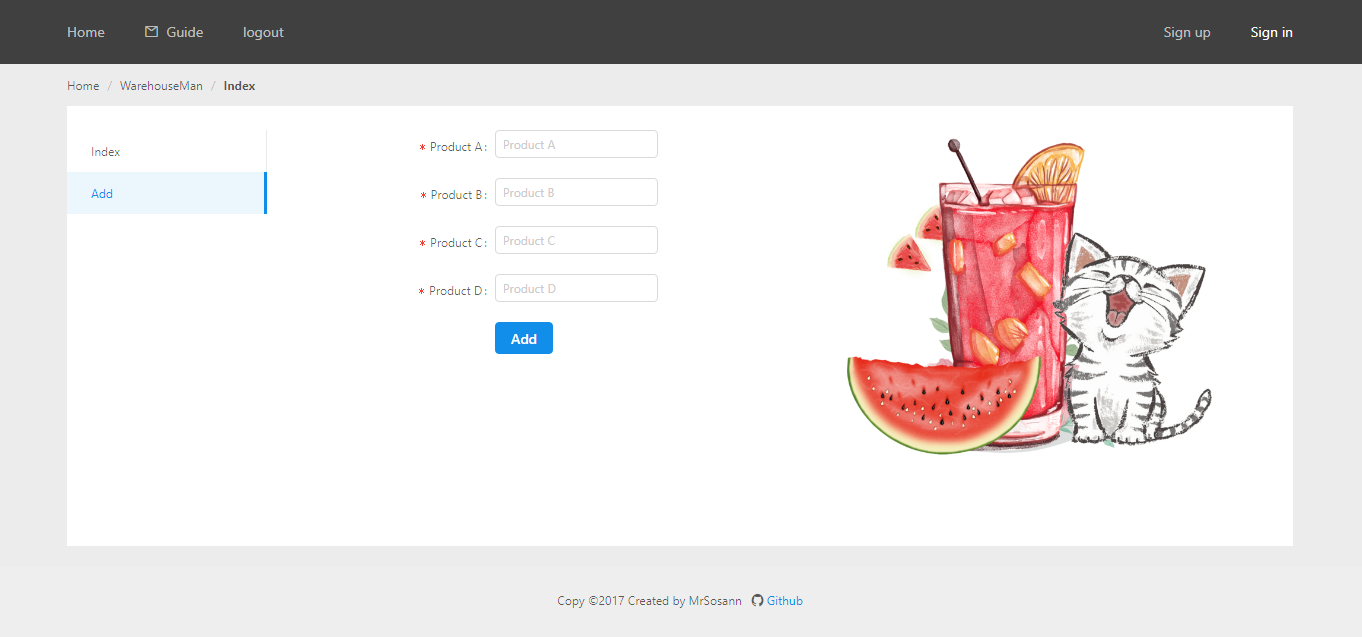 Home Guide logout Sign up Sign in
Home / WarehouseMan / Index
Index
Add
* Product A : Product A
* Product B : Product B
* Product C : Product C
* Product D : Product D
Add
Copy ©2017 Created by MrSosann Github